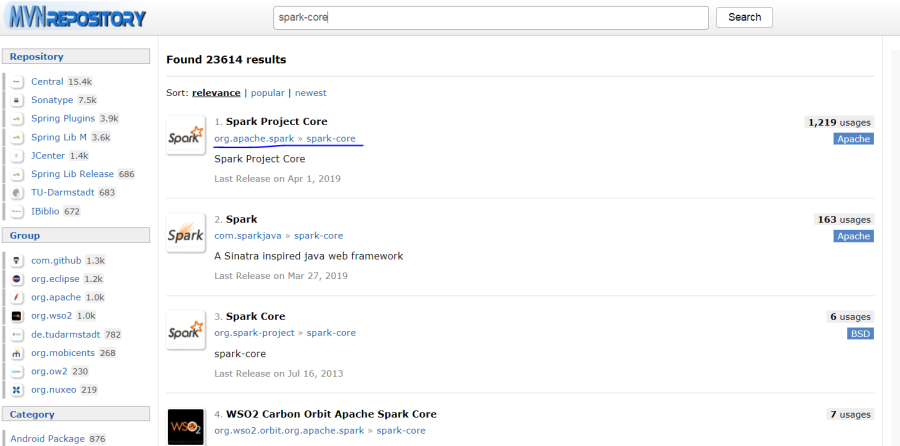 MVNREPOSITORY
spark-core
Search
Repository
Central 15.4k
Sonatype 7.5k
Spring Plugins 3.9k
Spring Lib M 3.6k
JCenter 1.4k
Spring Lib Release 686
TU-Darmstadt 683
IBiblio 672
Group
com.github 1.3k
org.eclipse 1.2k
org.apache 1.0k
org.wso2 1.0k
de.tudarmstadt 782
org.mobicents 268
org.ow2 230
org.nuxeo 219
Category
Android Package 876
Found 23614 results
Sort: relevance | popular | newest
Spark
1. Spark Project Core
1,219 usages
org.apache.spark » spark-core
Apache
Spark Project Core
Last Release on Apr 1, 2019
Spark
2. Spark
163 usages
com.sparkjava » spark-core
Apache
A Sinatra inspired java web framework
Last Release on Mar 27, 2019
Spark
3. Spark Core
6 usages
org.spark-project » spark-core
BSD
spark-core
Last Release on Jul 16, 2013
WSO2
4. WSO2 Carbon Orbit Apache Spark Core
7 usages
org.wso2.orbit.org.apache.spark » spark-core